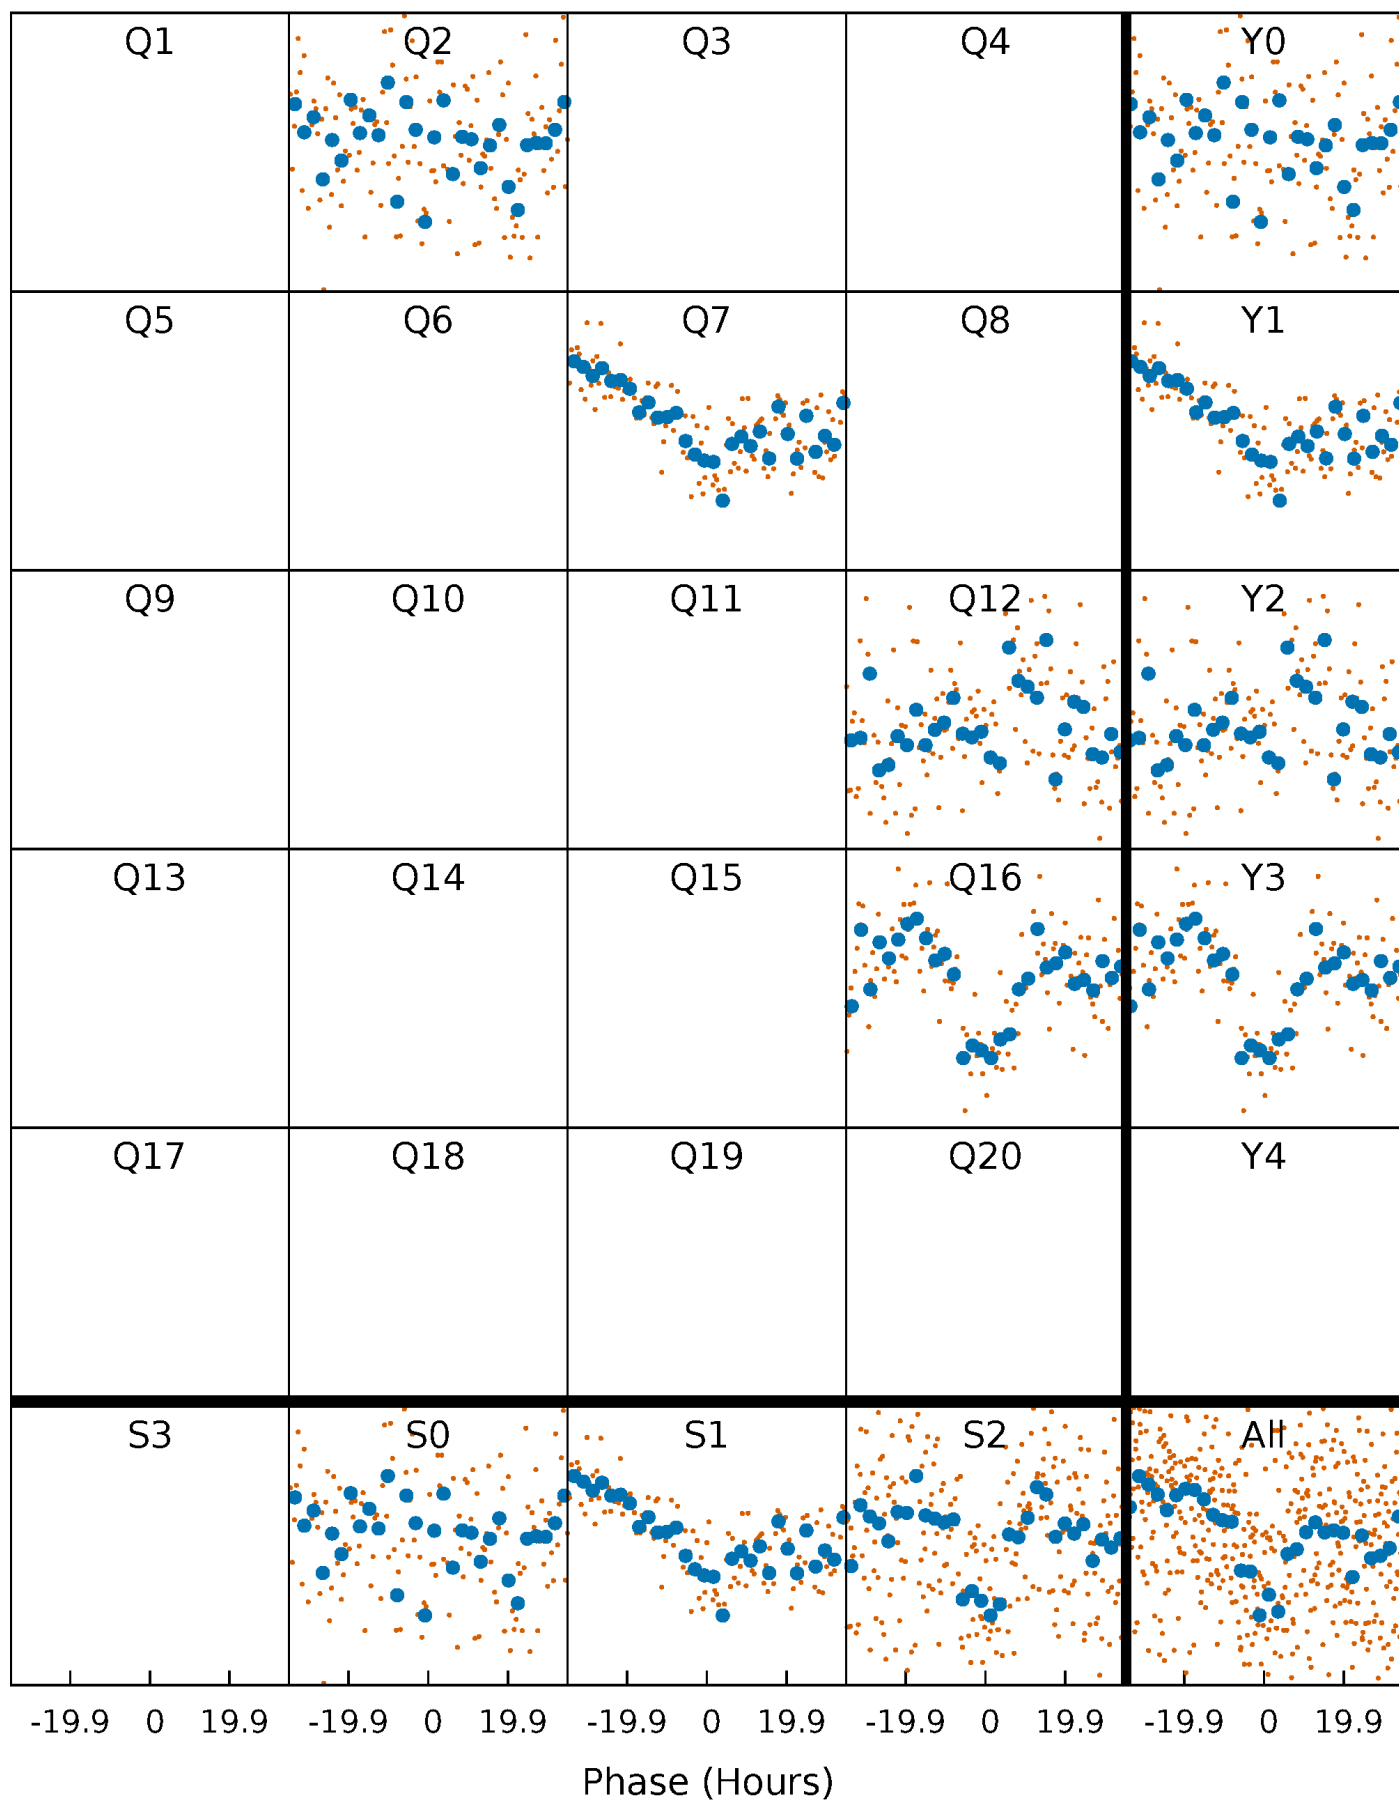 Q1 Q2 Q3 Q4 Y0
Q5 Q6 Q7 Q8 Y1
Q9 Q10 Q11 Q12 Y2
Q13 Q14 Q15 Q16 Y3
Q17 Q18 Q19 Q20 Y4
S3 S0 S1 S2 All
-19.9 0 19.9 -19.9 0 19.9 -19.9 0 19.9 -19.9 0 19.9 -19.9 0 19.9
Phase (Hours)